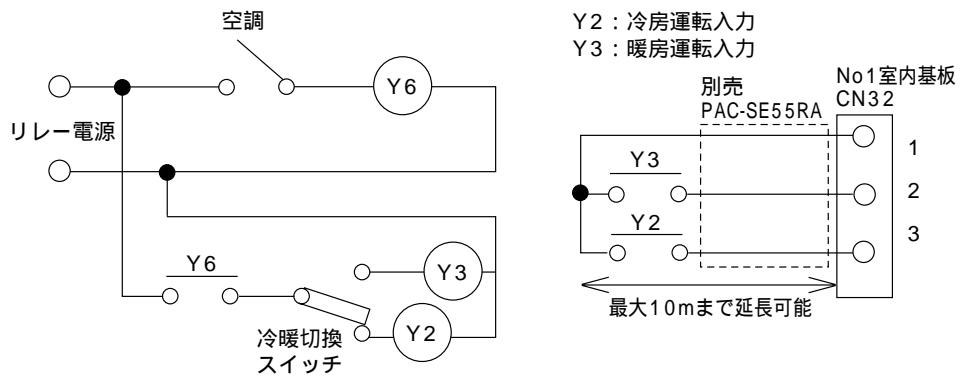 空調
Y6
リレー電源
Y6
Y3
Y2
冷暖切換
スイッチ
Y2：冷房運転入力
Y3：暖房運転入力
別売
PAC-SE55RA
No1室内基板
CN32
1
Y3
2
Y2
3
最大10mまで延長可能